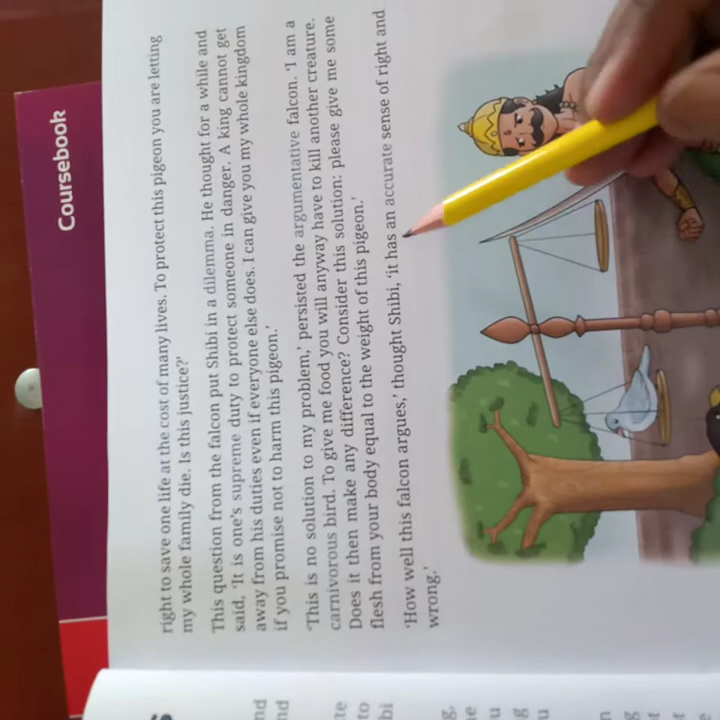 Coursebook
right to save one life at the cost of many lives. To protect this pigeon you are letting
my whole family die. Is this justice?'
This question from the falcon put Shibi in a dilemma. He thought for a while and
said, 'It is one's supreme duty to protect someone in danger. A king cannot get
away from his duties even if everyone else does. I can give you my whole kingdom
if you promise not to harm this pigeon.'
'This is no solution to my problem,' persisted the argumentative falcon. 'I am a
carnivorous bird. To give me food you will anyway have to kill another creature.
Does it then make any difference? Consider this solution: please give me some
flesh from your body equal to the weight of this pigeon.'
'How well this falcon argues,' thought Shibi, 'it has an accurate sense of right and
wrong.'